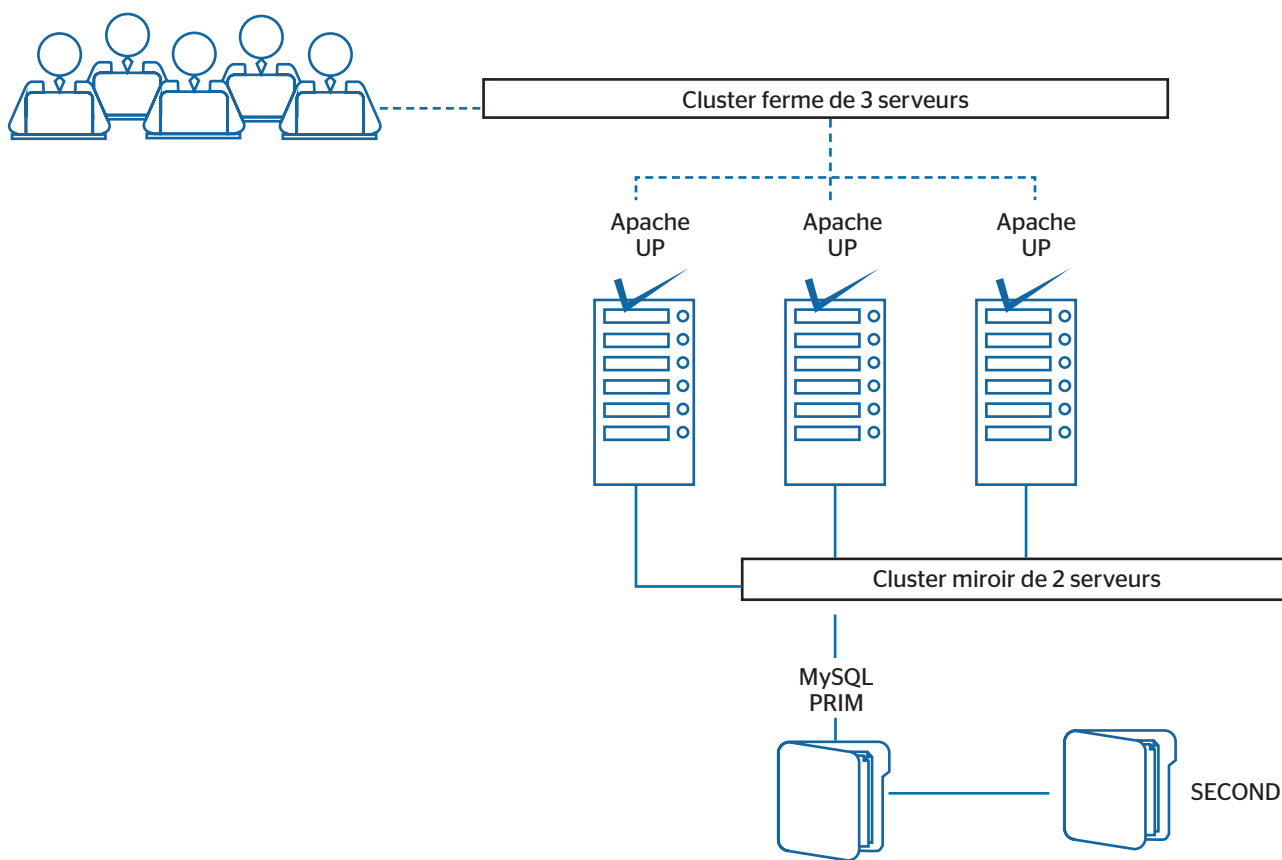 Cluster ferme de 3 serveurs
Apache
UP
Apache
UP
Apache
UP
Cluster miroir de 2 serveurs
MySQL
PRIM
SECOND